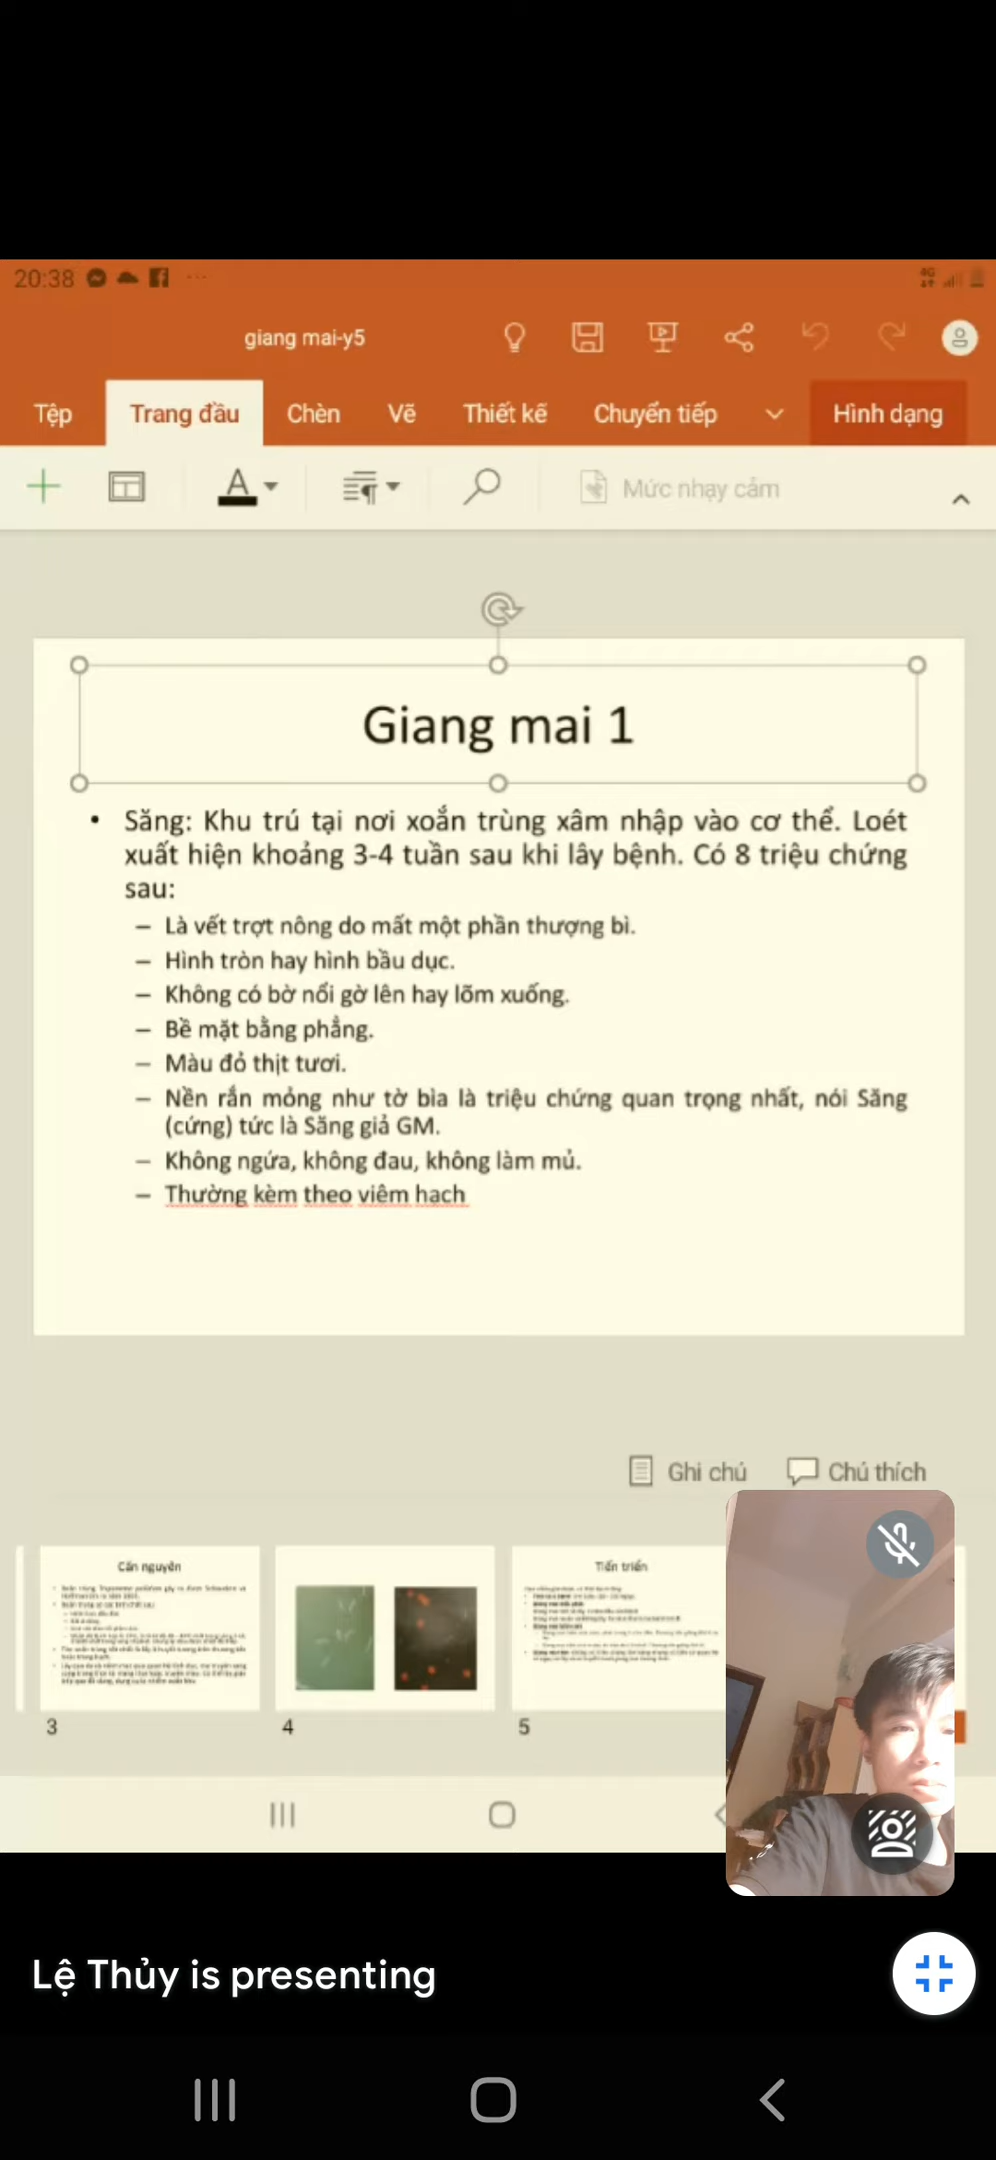 20:38
4G
giang mai-y5
Tệp Trang đầu Chèn Vẽ Thiết kế Chuyển tiếp Hình dạng
A Mức nhạy cảm
Giang mai 1
• Săng: Khu trú tại nơi xoắn trùng xâm nhập vào cơ thể. Loét
xuất hiện khoảng 3-4 tuần sau khi lây bệnh. Có 8 triệu chứng
sau:
– Là vết trợt nông do mất một phần thượng bì.
– Hình tròn hay hình bầu dục.
– Không có bờ nổi gờ lên hay lõm xuống.
– Bề mặt bằng phẳng.
– Màu đỏ thịt tươi.
– Nền rắn mỏng như tờ bìa là triệu chứng quan trọng nhất, nói Săng
(cứng) tức là Săng giả GM.
– Không ngứa, không đau, không làm mủ.
– Thường kèm theo viêm hach
Ghi chú Chú thích
Căn nguyên
Tiến triển
3 4 5
Lệ Thủy is presenting